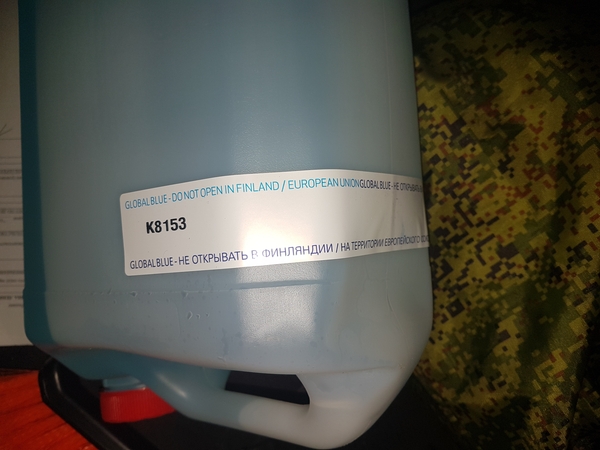 GLOBAL BLUE - DO NOT OPEN IN FINLAND / EUROPEAN UNIONGLOBAL BLUE - НЕ
K8153
GLOBAL BLUE - НЕ ОТКРЫВАТЬ В ФИНЛЯНДИИ / НА ТЕРРИТОРИИ ЕВРОПЕЙСКОГО